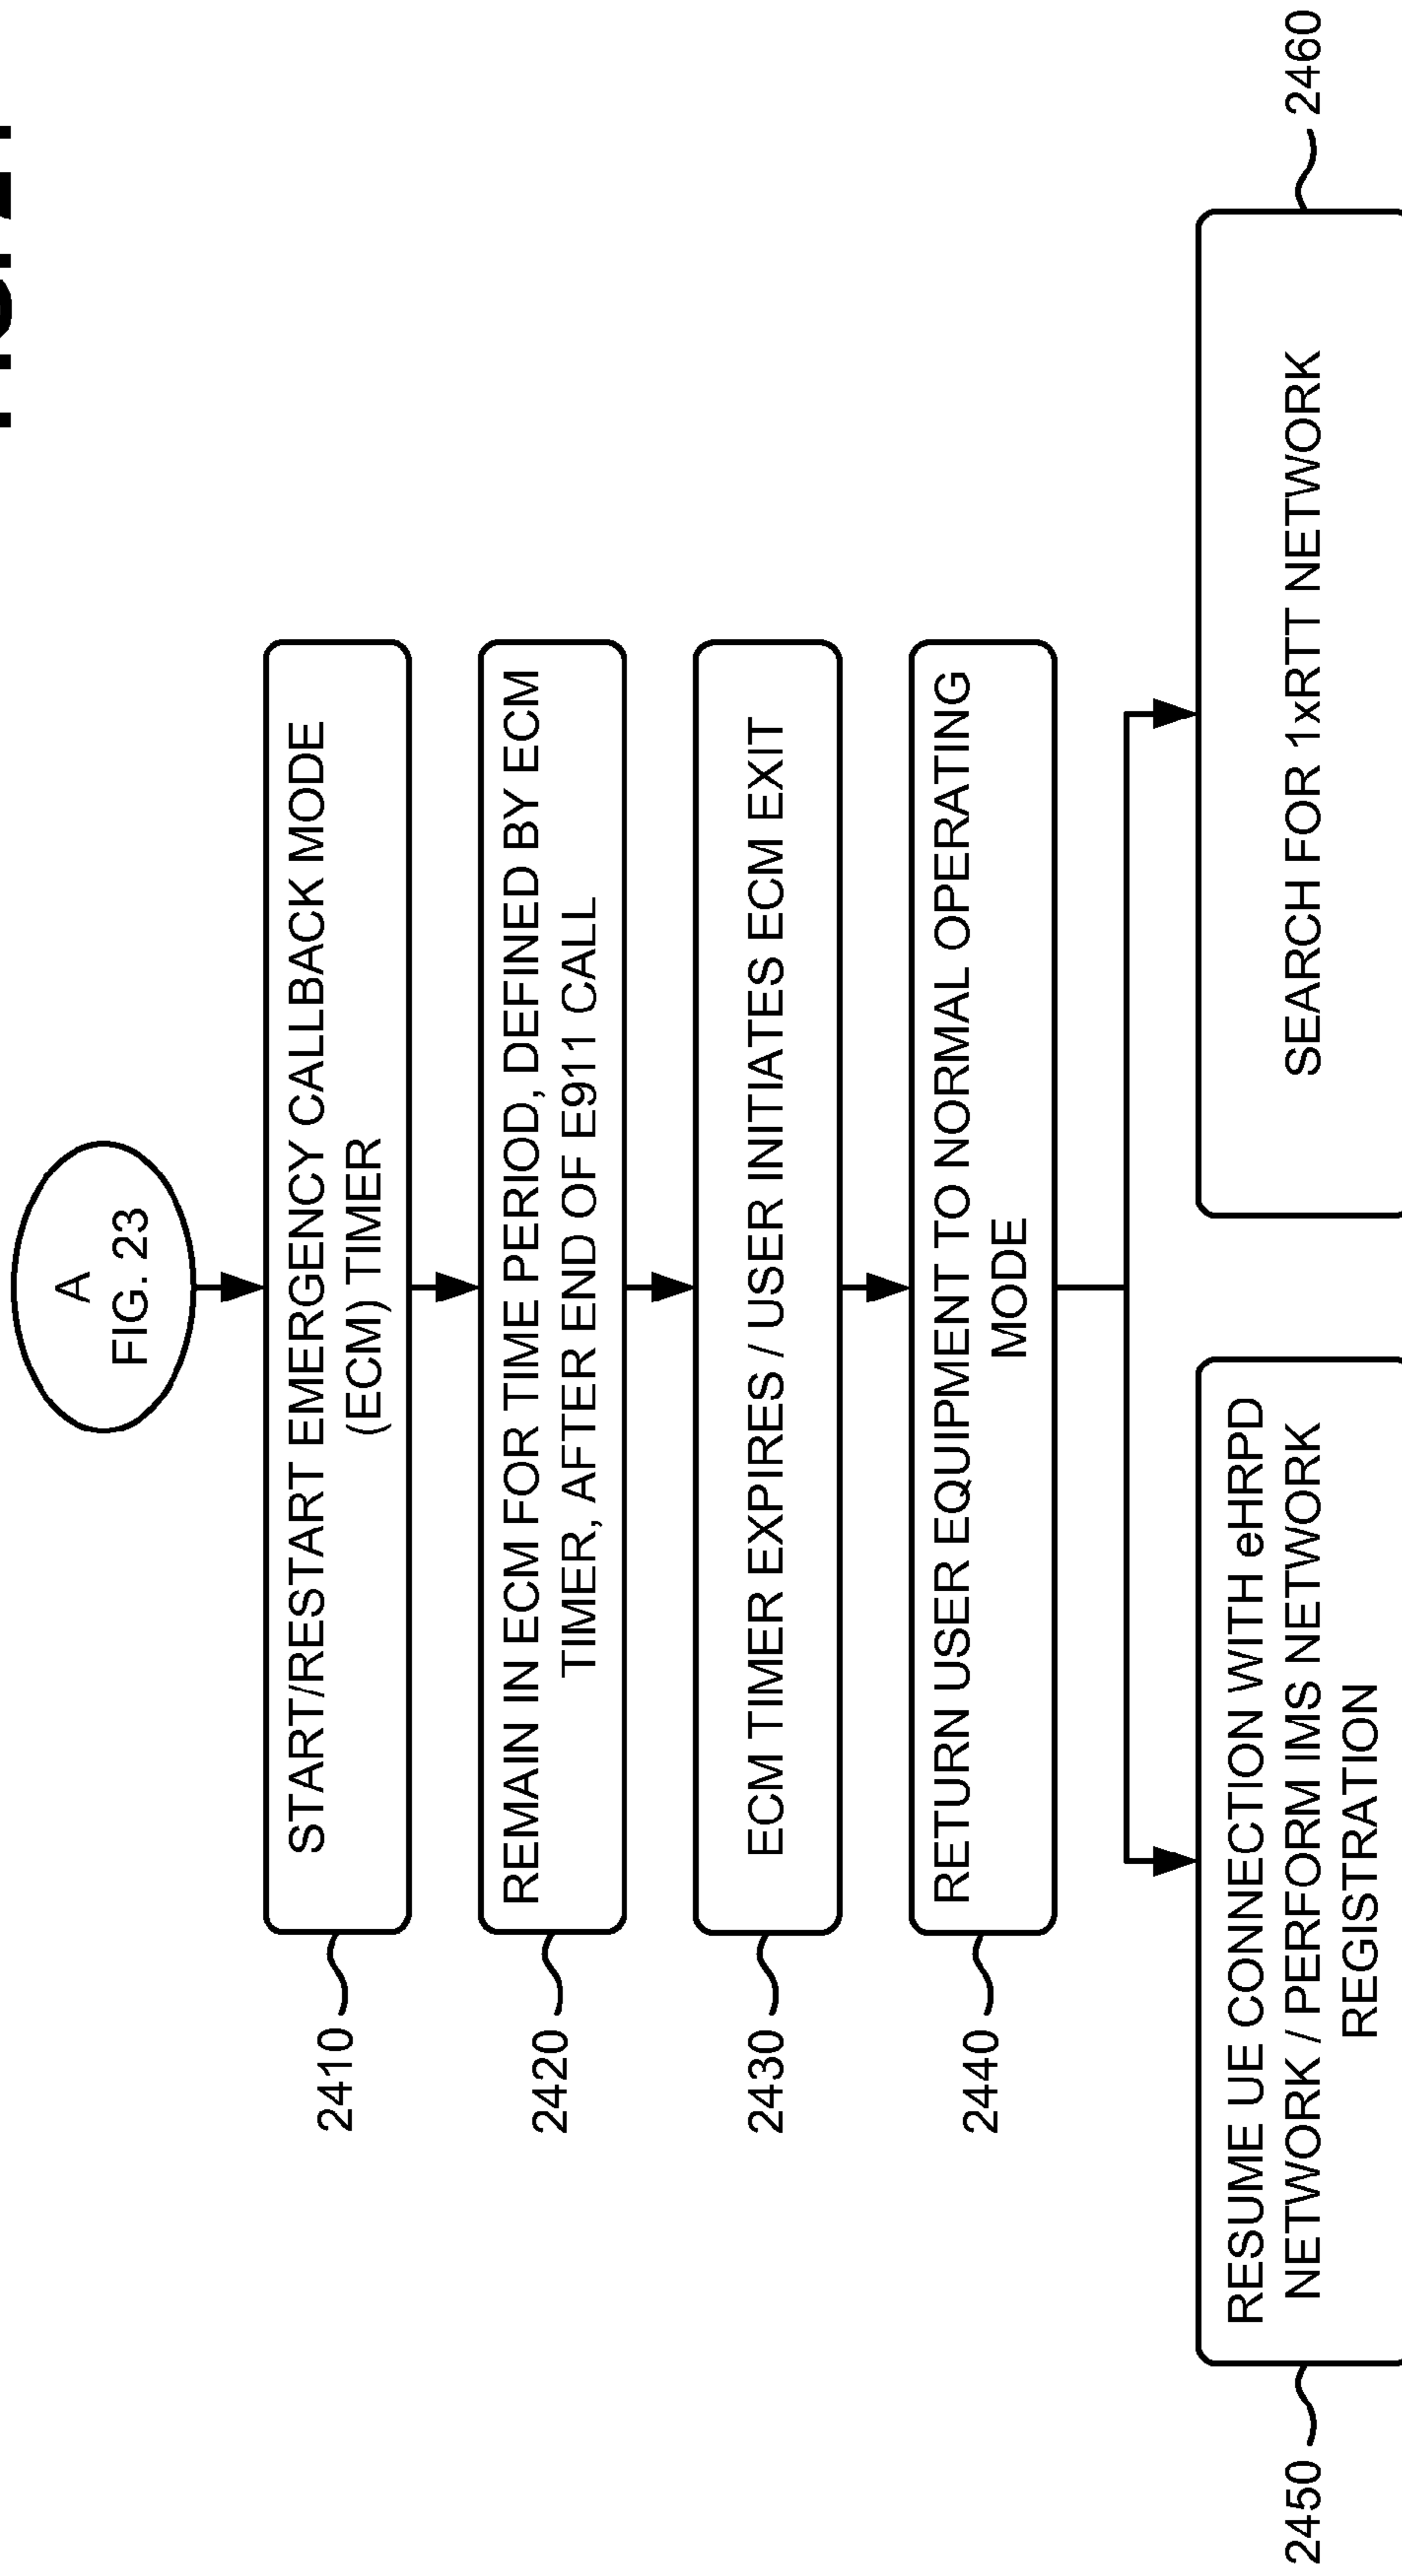 A
FIG. 23
2410
START/RESTART EMERGENCY CALLBACK MODE
(ECM) TIMER
2420
REMAIN IN ECM FOR TIME PERIOD, DEFINED BY ECM
TIMER, AFTER END OF E911 CALL
2430
ECM TIMER EXPIRES / USER INITIATES ECM EXIT
2440
RETURN USER EQUIPMENT TO NORMAL OPERATING
MODE
2450
RESUME UE CONNECTION WITH eHRPD
NETWORK / PERFORM IMS NETWORK
REGISTRATION
SEARCH FOR 1xRTT NETWORK
2460